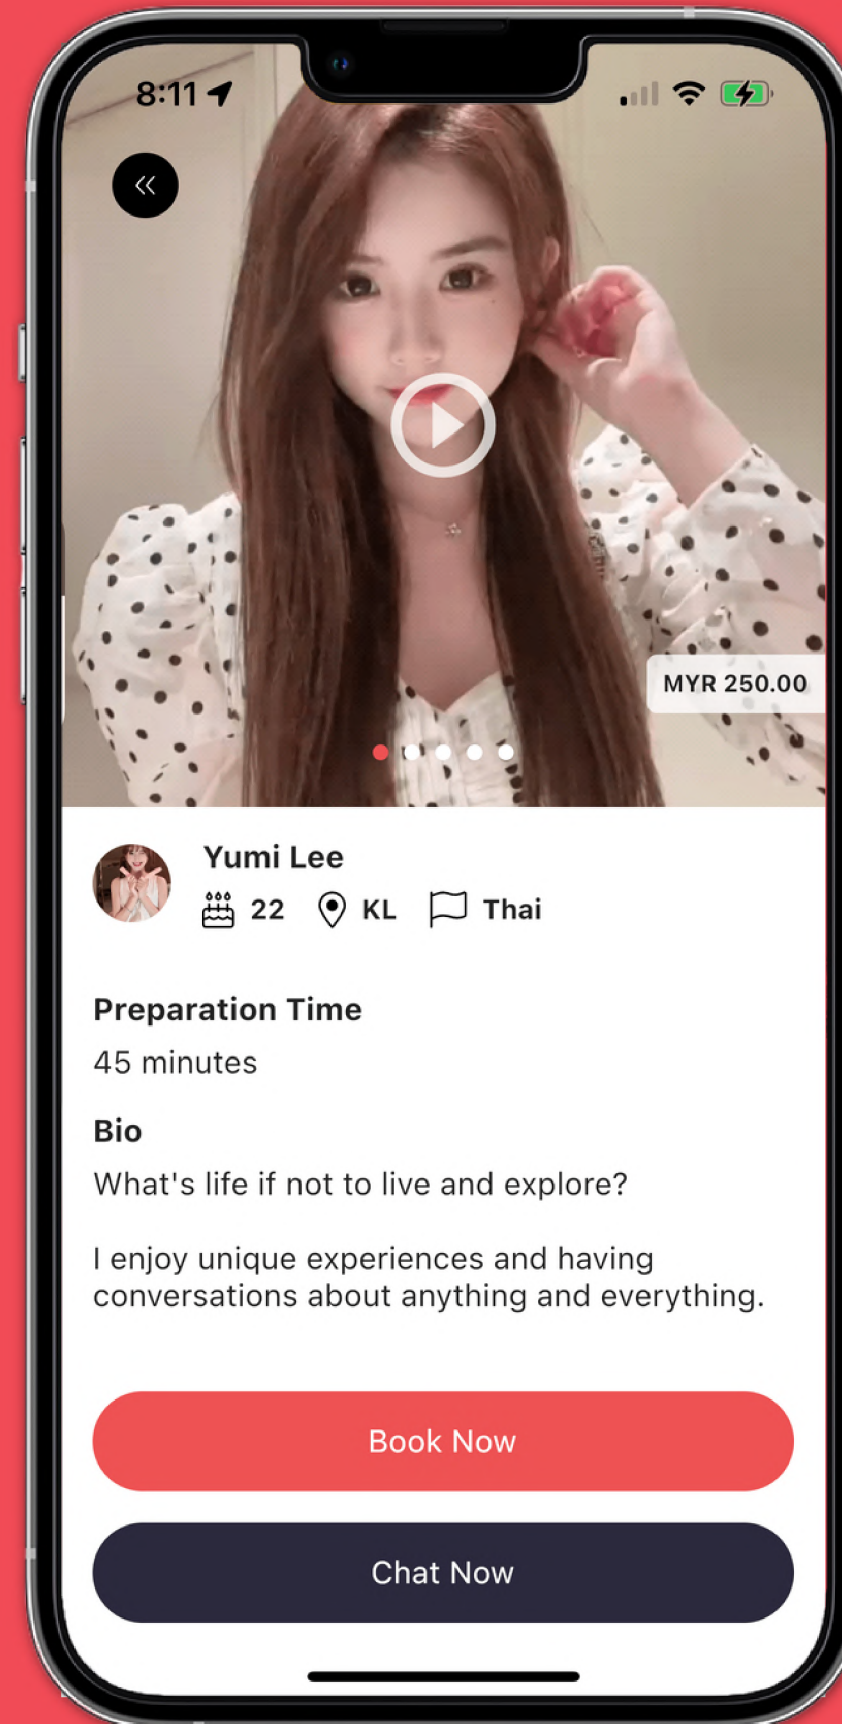 8:11
MYR 250.00
Yumi Lee
22 KL Thai
Preparation Time
45 minutes
Bio
What's life if not to live and explore?
I enjoy unique experiences and having
conversations about anything and everything.
Book Now
Chat Now